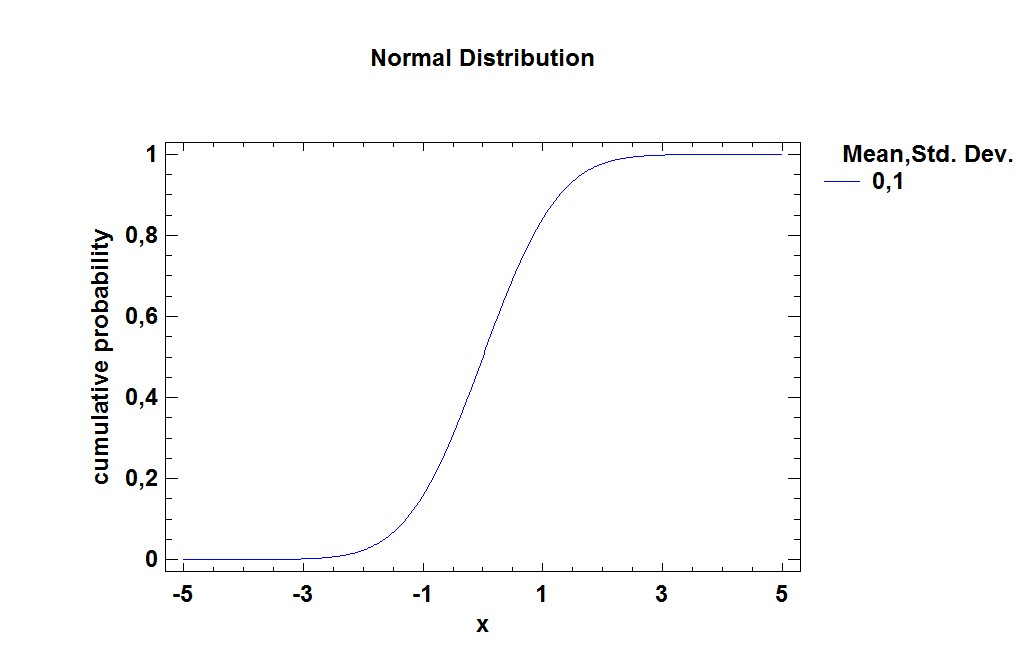 Normal Distribution
Mean,Std. Dev.
0,1
cumulative probability
1
0,8
0,6
0,4
0,2
0
-5 -3 -1 1 3 5
x